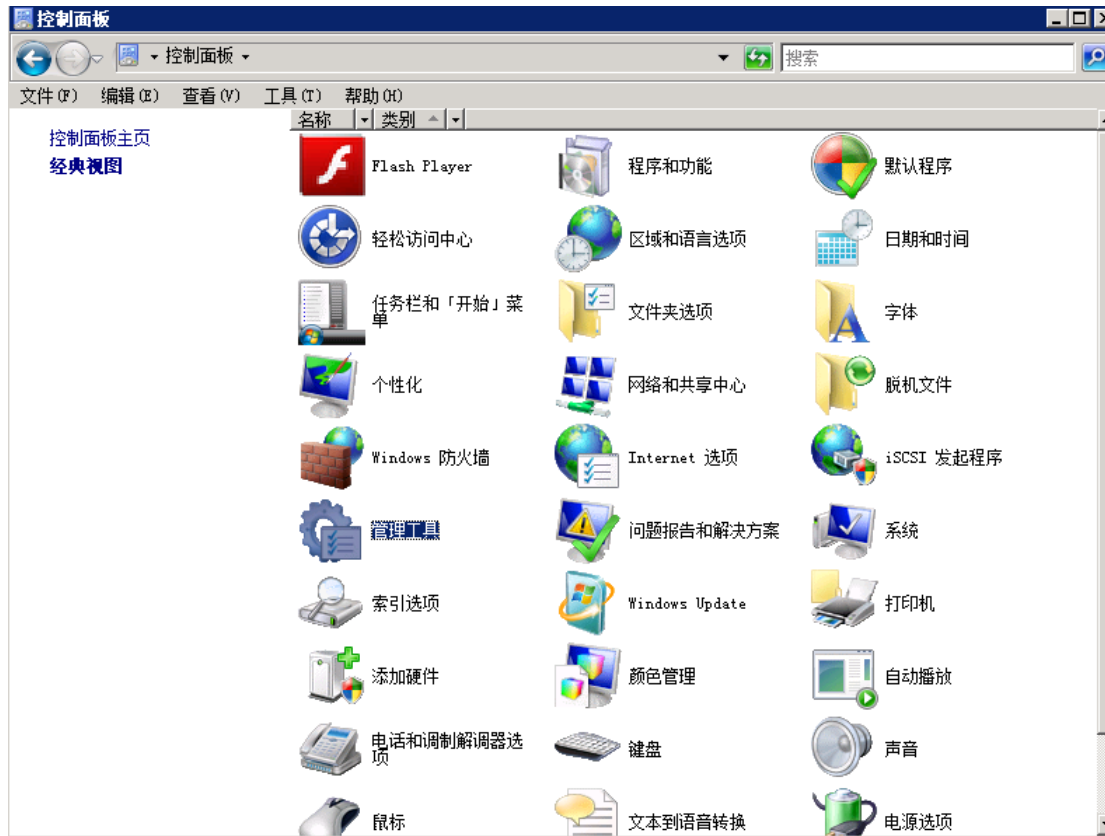 控制面板
控制面板
搜索
文件(F) 编辑(E) 查看(V) 工具(T) 帮助(H)
名称 类别
控制面板主页
经典视图
Flash Player 程序和功能 默认程序
轻松访问中心 区域和语言选项 日期和时间
任务栏和「开始」菜
单
文件夹选项 字体
个性化 网络和共享中心 脱机文件
Windows 防火墙 Internet 选项 iSCSI 发起程序
管理工具 问题报告和解决方案 系统
索引选项 Windows Update 打印机
添加硬件 颜色管理 自动播放
电话和调制解调器选
项
键盘 声音
鼠标 文本到语音转换 电源选项